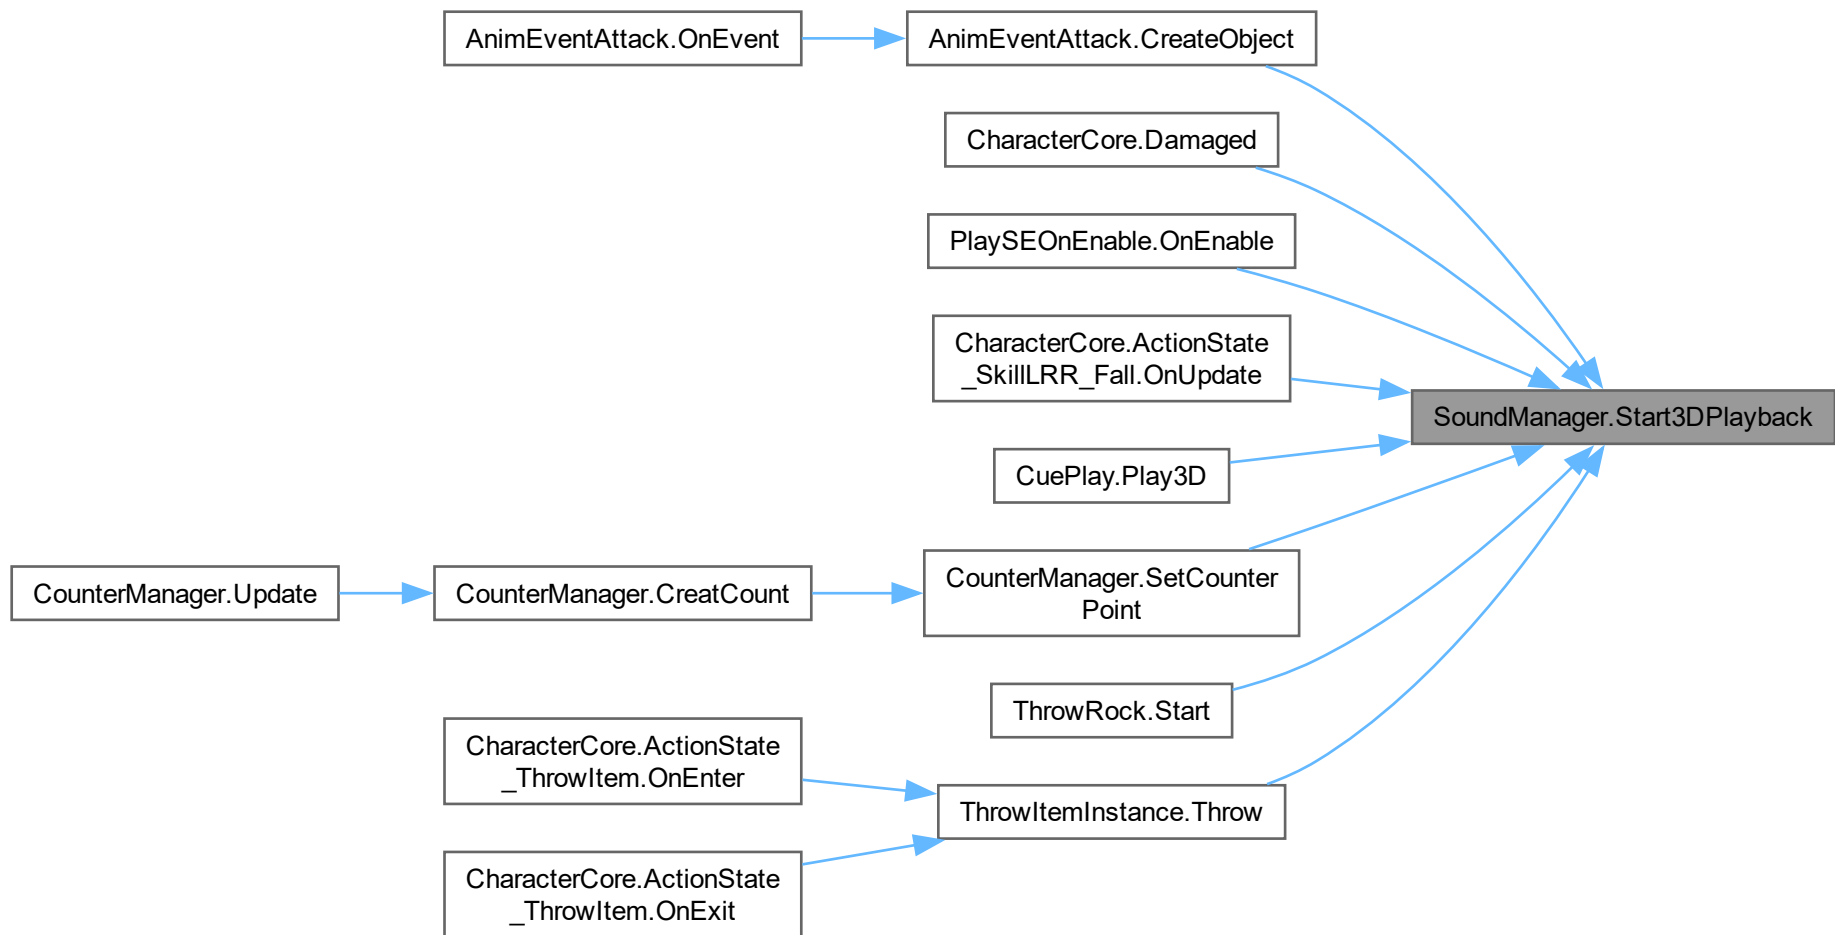 AnimEventAttack.OnEvent
AnimEventAttack.CreateObject
CharacterCore.Damaged
PlaySEOnEnable.OnEnable
CharacterCore.ActionState
_SkillLRR_Fall.OnUpdate
SoundManager.Start3DPlayback
CuePlay.Play3D
CounterManager.Update
CounterManager.CreatCount
CounterManager.SetCounter
Point
ThrowRock.Start
CharacterCore.ActionState
_ThrowItem.OnEnter
ThrowItemInstance.Throw
CharacterCore.ActionState
_ThrowItem.OnExit